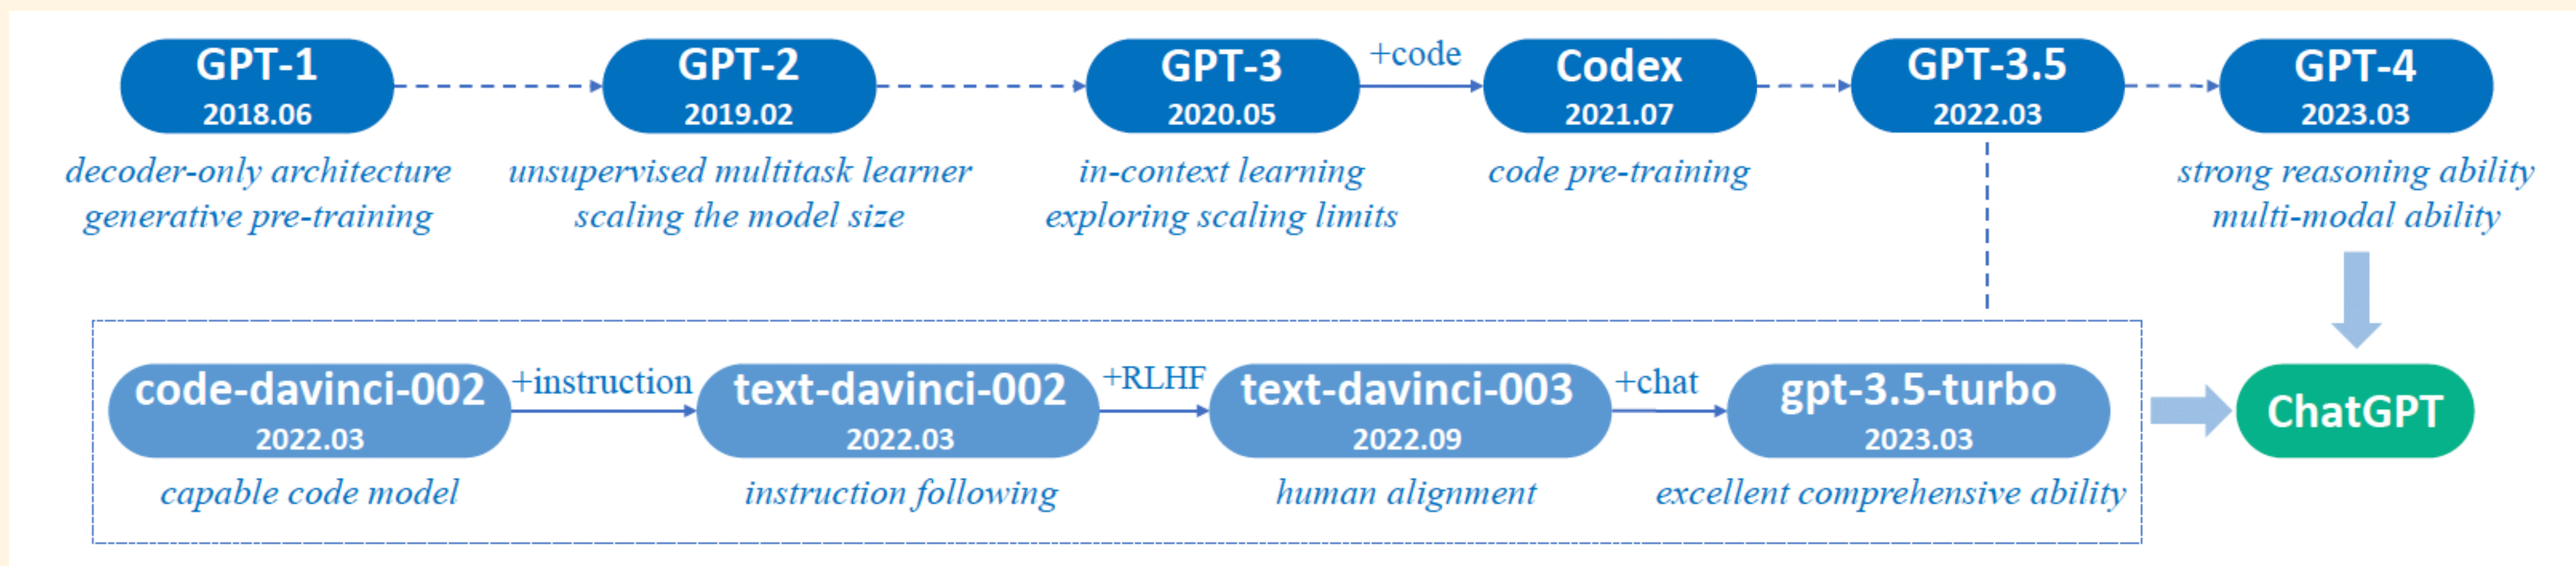 GPT-1
2018.06
decoder-only architecture
generative pre-training
GPT-2
2019.02
unsupervised multitask learner
scaling the model size
GPT-3
2020.05
in-context learning
exploring scaling limits
+code
Codex
2021.07
code pre-training
GPT-3.5
2022.03
GPT-4
2023.03
strong reasoning ability
multi-modal ability
code-davinci-002
2022.03
capable code model
+instruction
text-davinci-002
2022.03
instruction following
+RLHF
text-davinci-003
2022.09
human alignment
+chat
gpt-3.5-turbo
2023.03
excellent comprehensive ability
ChatGPT